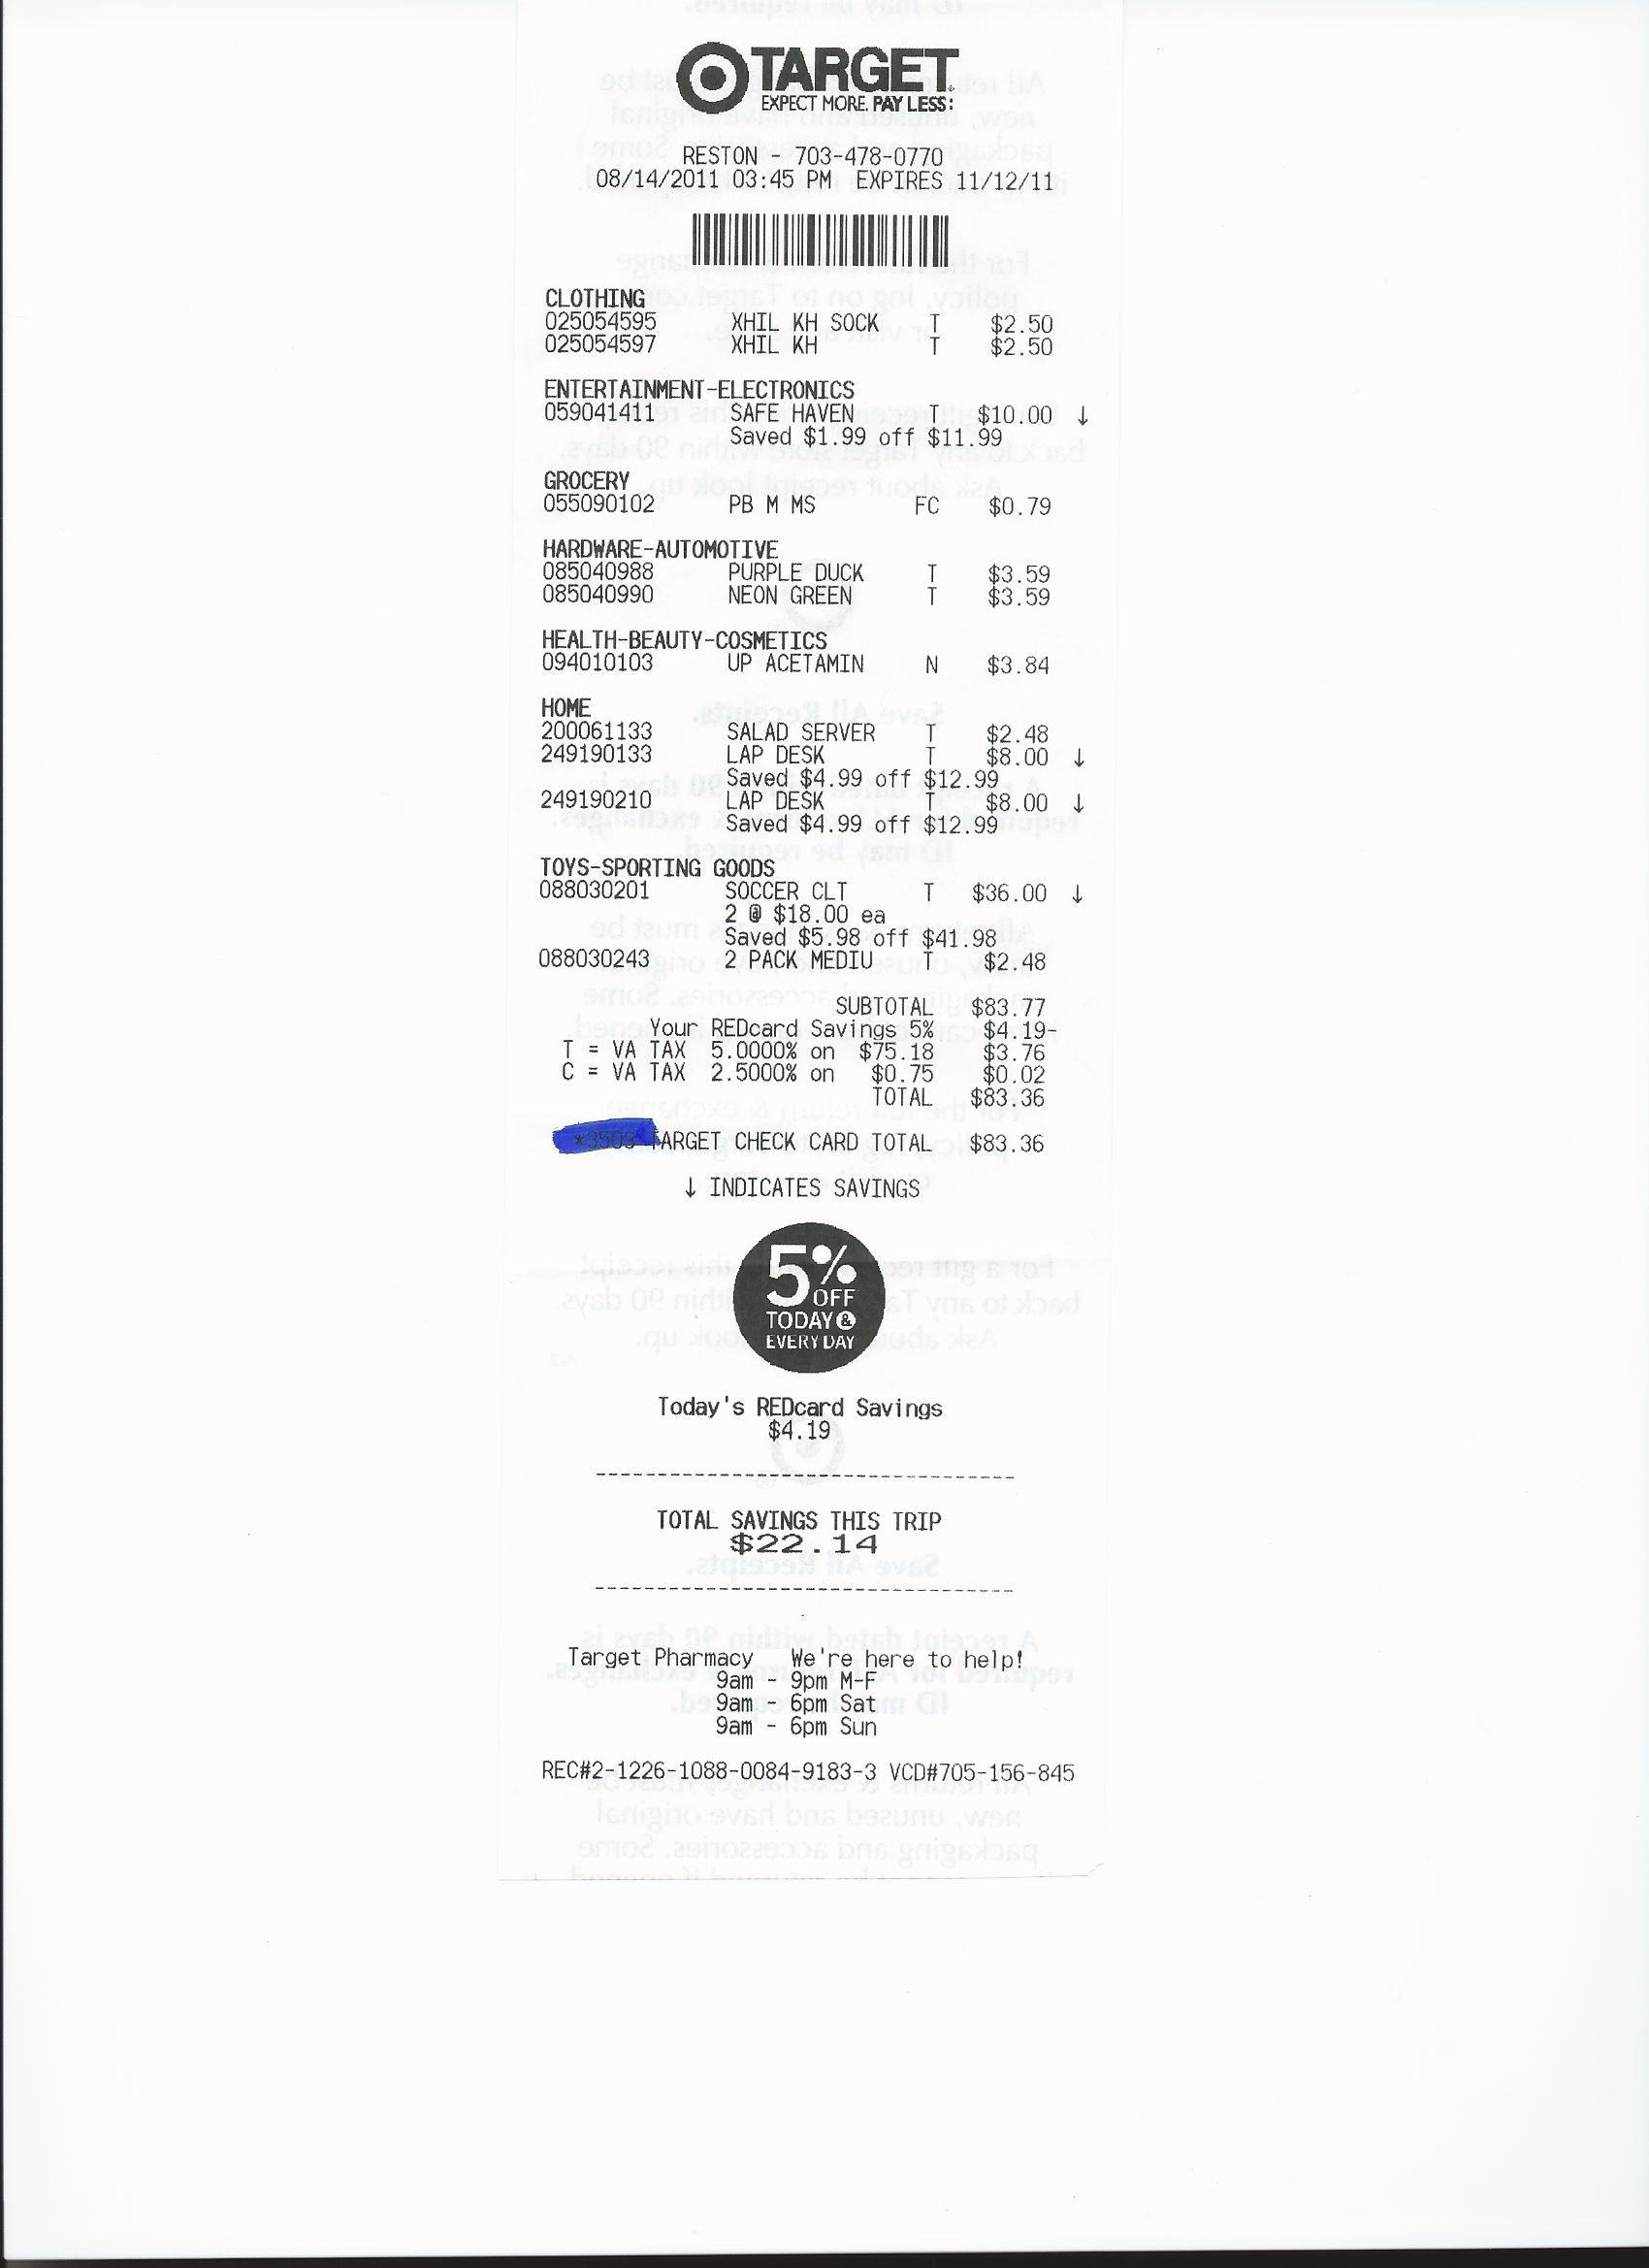 TARGET
EXPECT MORE. PAY LESS.
RESTON - 703-478-0770
08/14/2011 03:45 PM EXPIRES 11/12/11
CLOTHING
025054595 XHIL KH SOCK T $2.50
025054597 XHIL KH T $2.50
ENTERTAINMENT-ELECTRONICS
059041411 SAFE HAVEN T $10.00 ↓
Saved $1.99 off $11.99
GROCERY
055090102 PB M MS FC $0.79
HARDWARE-AUTOMOTIVE
085040988 PURPLE DUCK T $3.59
085040990 NEON GREEN T $3.59
HEALTH-BEAUTY-COSMETICS
094010103 UP ACETAMIN N $3.84
HOME
200061133 SALAD SERVER T $2.48
249190133 LAP DESK T $8.00 ↓
Saved $4.99 off $12.99
249190210 LAP DESK T $8.00 ↓
Saved $4.99 off $12.99
TOYS-SPORTING GOODS
088030201 SOCCER CLT T $36.00 ↓
2 @ $18.00 ea
Saved $5.98 off $41.98
088030243 2 PACK MEDIU T $2.48
SUBTOTAL $83.77
Your REDcard Savings 5% $4.19-
T = VA TAX 5.0000% on $75.18 $3.76
C = VA TAX 2.5000% on $0.75 $0.02
TOTAL $83.36
TARGET CHECK CARD TOTAL $83.36
↓ INDICATES SAVINGS
5%
OFF
TODAY &
EVERY DAY
Today's REDcard Savings
$4.19
TOTAL SAVINGS THIS TRIP
$22.14
Target Pharmacy We're here to help!
9am - 9pm M-F
9am - 6pm Sat
9am - 6pm Sun
REC#2-1226-1088-0084-9183-3 VCD#705-156-845